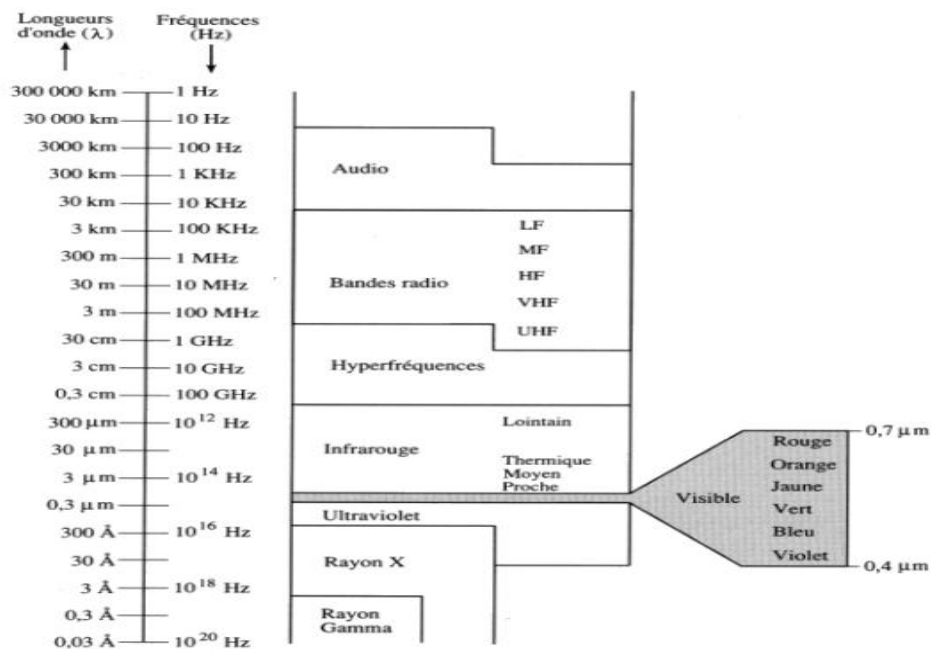 Longueurs
d'onde (λ)
Fréquences
(Hz)
300 000 km 1 Hz
30 000 km 10 Hz
3000 km 100 Hz
300 km 1 KHz
30 km 10 KHz
3 km 100 KHz
300 m 1 MHz
30 m 10 MHz
3 m 100 MHz
30 cm 1 GHz
3 cm 10 GHz
0,3 cm 100 GHz
300 µm 10¹² Hz
30 µm
3 µm 10¹⁴ Hz
0,3 µm
300 Å 10¹⁶ Hz
30 Å
3 Å 10¹⁸ Hz
0,3 Å
0,03 Å 10²⁰ Hz
Audio
Bandes radio
LF
MF
HF
VHF
UHF
Hyperfréquences
Infrarouge
Lointain
Thermique
Moyen
Proche
Ultraviolet
Rayon X
Rayon
Gamma
Visible
0,7 µm
Rouge
Orange
Jaune
Vert
Bleu
Violet
0,4 µm